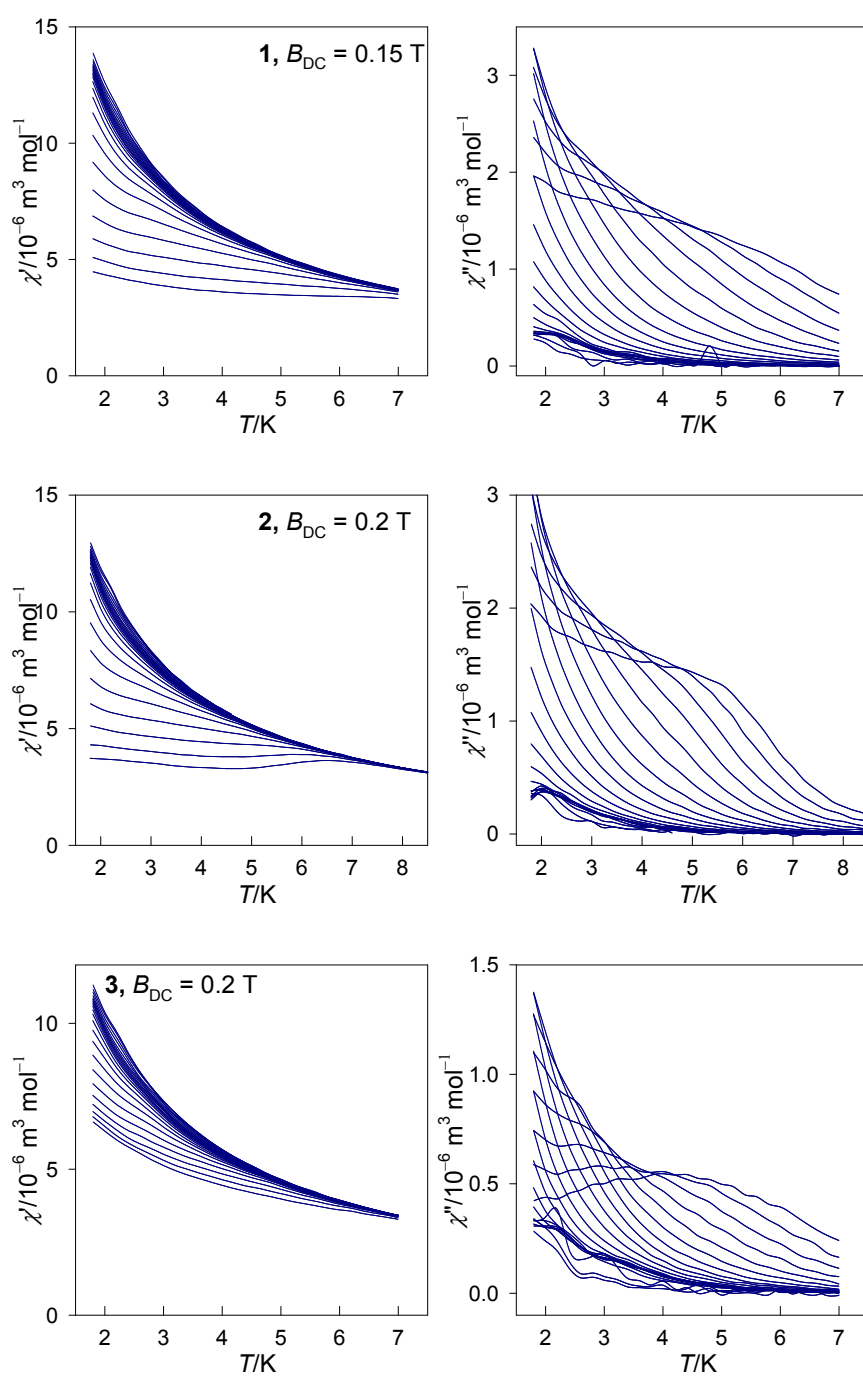 15
10
5
0
1, B_DC = 0.15 T
χ'/10⁻⁶ m³ mol⁻¹
2 3 4 5 6 7
T/K
3
2
1
0
χ"/10⁻⁶ m³ mol⁻¹
2 3 4 5 6 7
T/K
15
10
5
0
2, B_DC = 0.2 T
χ'/10⁻⁶ m³ mol⁻¹
2 3 4 5 6 7 8
T/K
3
2
1
0
χ"/10⁻⁶ m³ mol⁻¹
2 3 4 5 6 7 8
T/K
10
5
0
3, B_DC = 0.2 T
χ'/10⁻⁶ m³ mol⁻¹
2 3 4 5 6 7
T/K
1.5
1.0
0.5
0.0
χ"/10⁻⁶ m³ mol⁻¹
2 3 4 5 6 7
T/K